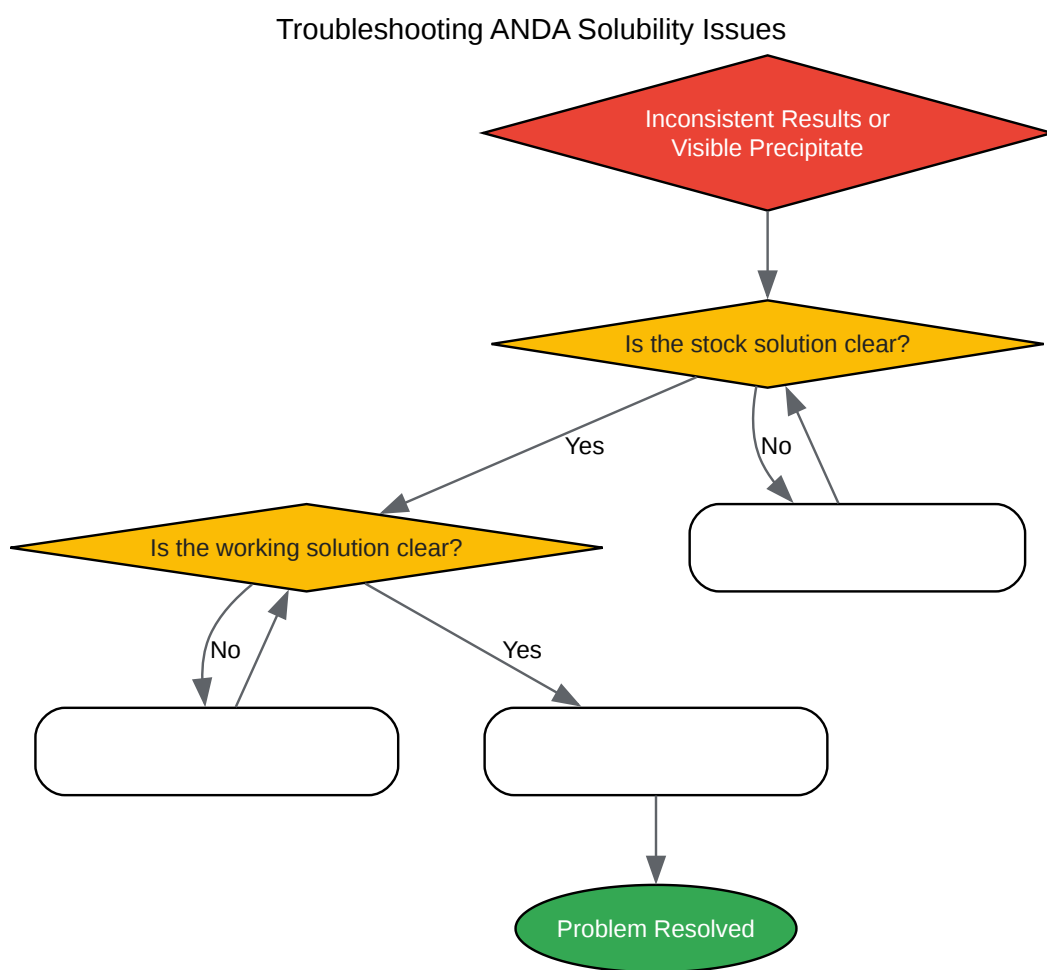 Troubleshooting ANDA Solubility Issues
Inconsistent Results or
Visible Precipitate
Is the stock solution clear?
Yes
No
Is the working solution clear?
No
Yes
Problem Resolved